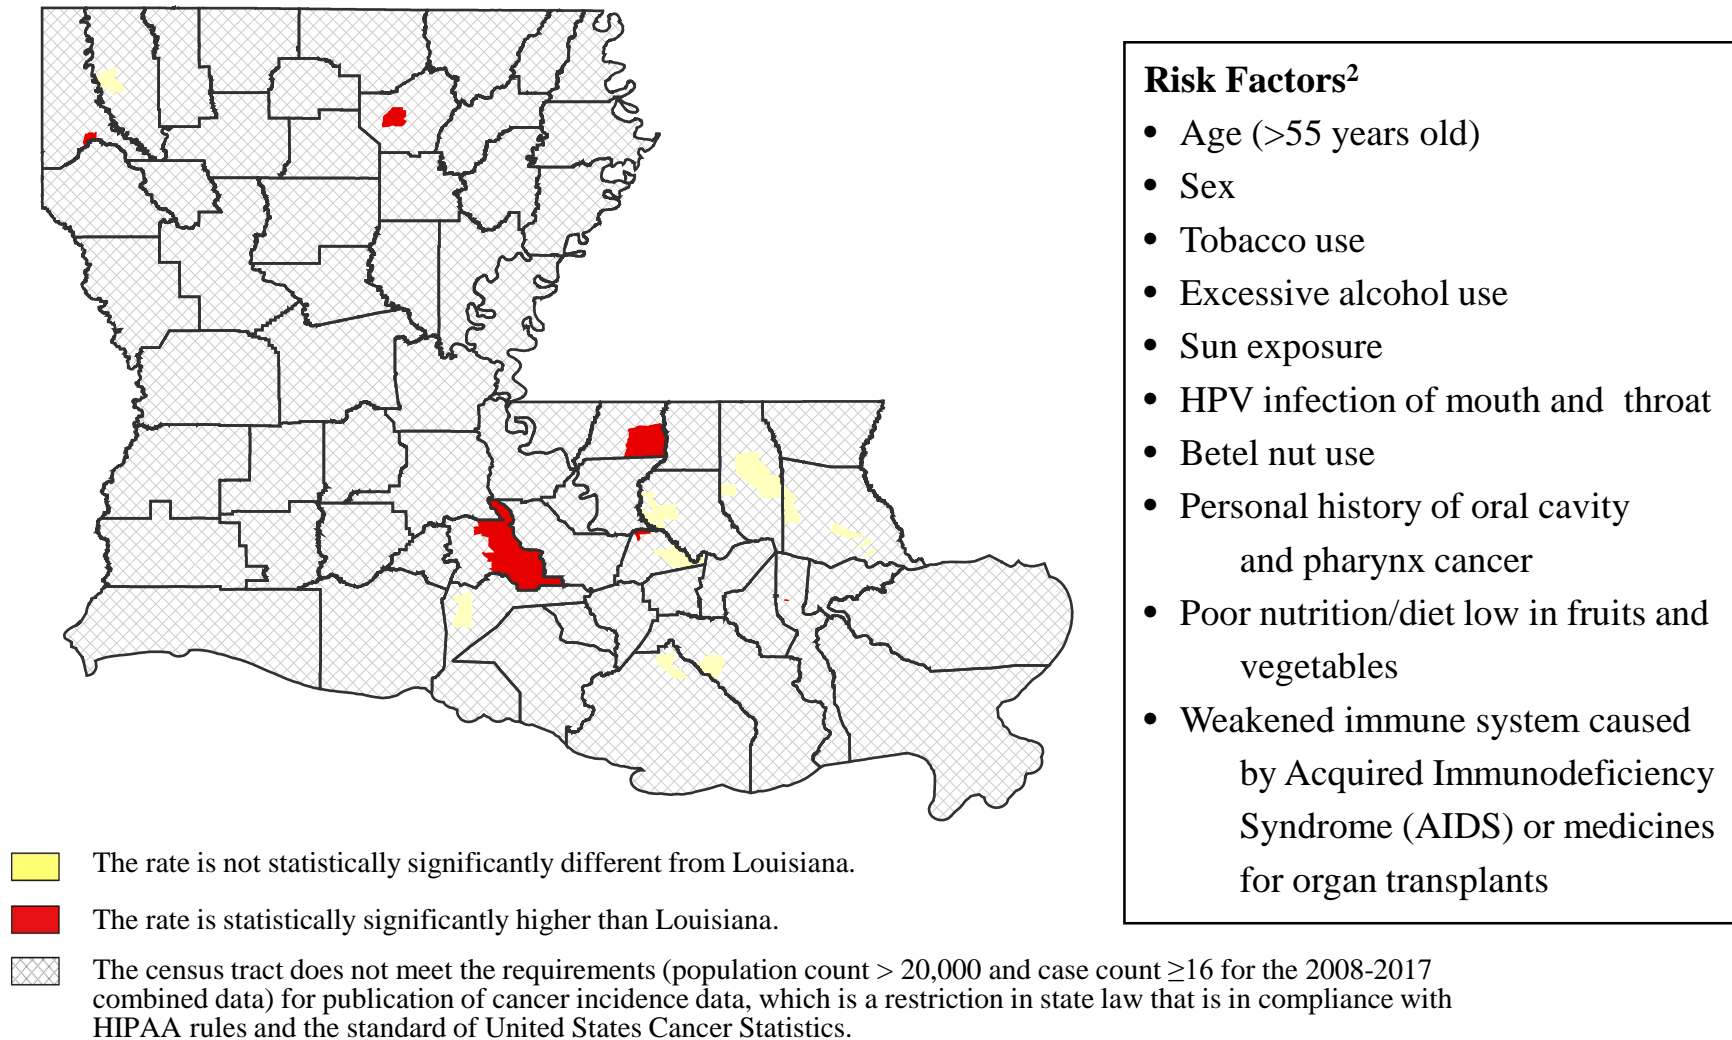 Risk Factors2
• Age (>55 years old)
• Sex
• Tobacco use
• Excessive alcohol use
• Sun exposure
• HPV infection of mouth and throat
• Betel nut use
• Personal history of oral cavity
and pharynx cancer
• Poor nutrition/diet low in fruits and
vegetables
• Weakened immune system caused
by Acquired Immunodeficiency
Syndrome (AIDS) or medicines
for organ transplants
The rate is not statistically significantly different from Louisiana.
The rate is statistically significantly higher than Louisiana.
The census tract does not meet the requirements (population count > 20,000 and case count ≥16 for the 2008-2017
combined data) for publication of cancer incidence data, which is a restriction in state law that is in compliance with
HIPAA rules and the standard of United States Cancer Statistics.